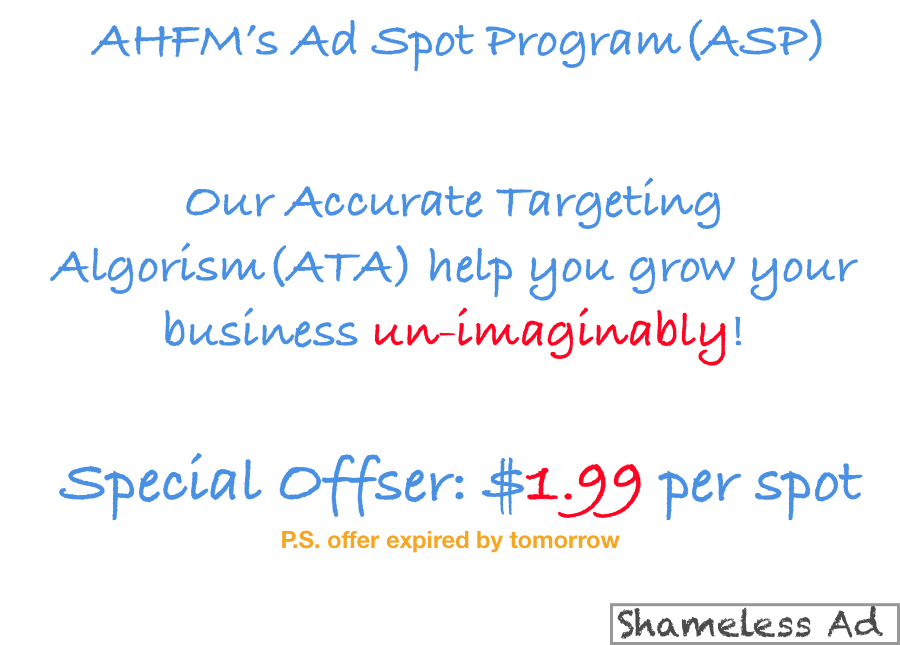 AHFM's Ad Spot Program(ASP)
Our Accurate Targeting
Algorism(ATA) help you grow your
business un-imaginably!
Special Offser: $1.99 per spot
P.S. offer expired by tomorrow
Shameless Ad